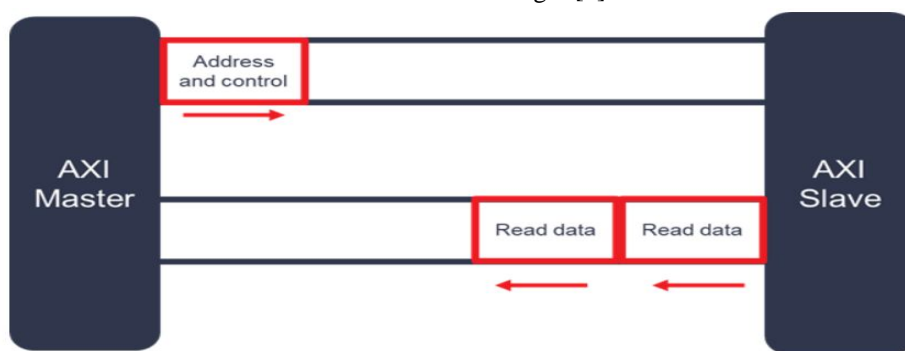 Address
and control
AXI
Master
AXI
Slave
Read data
Read data